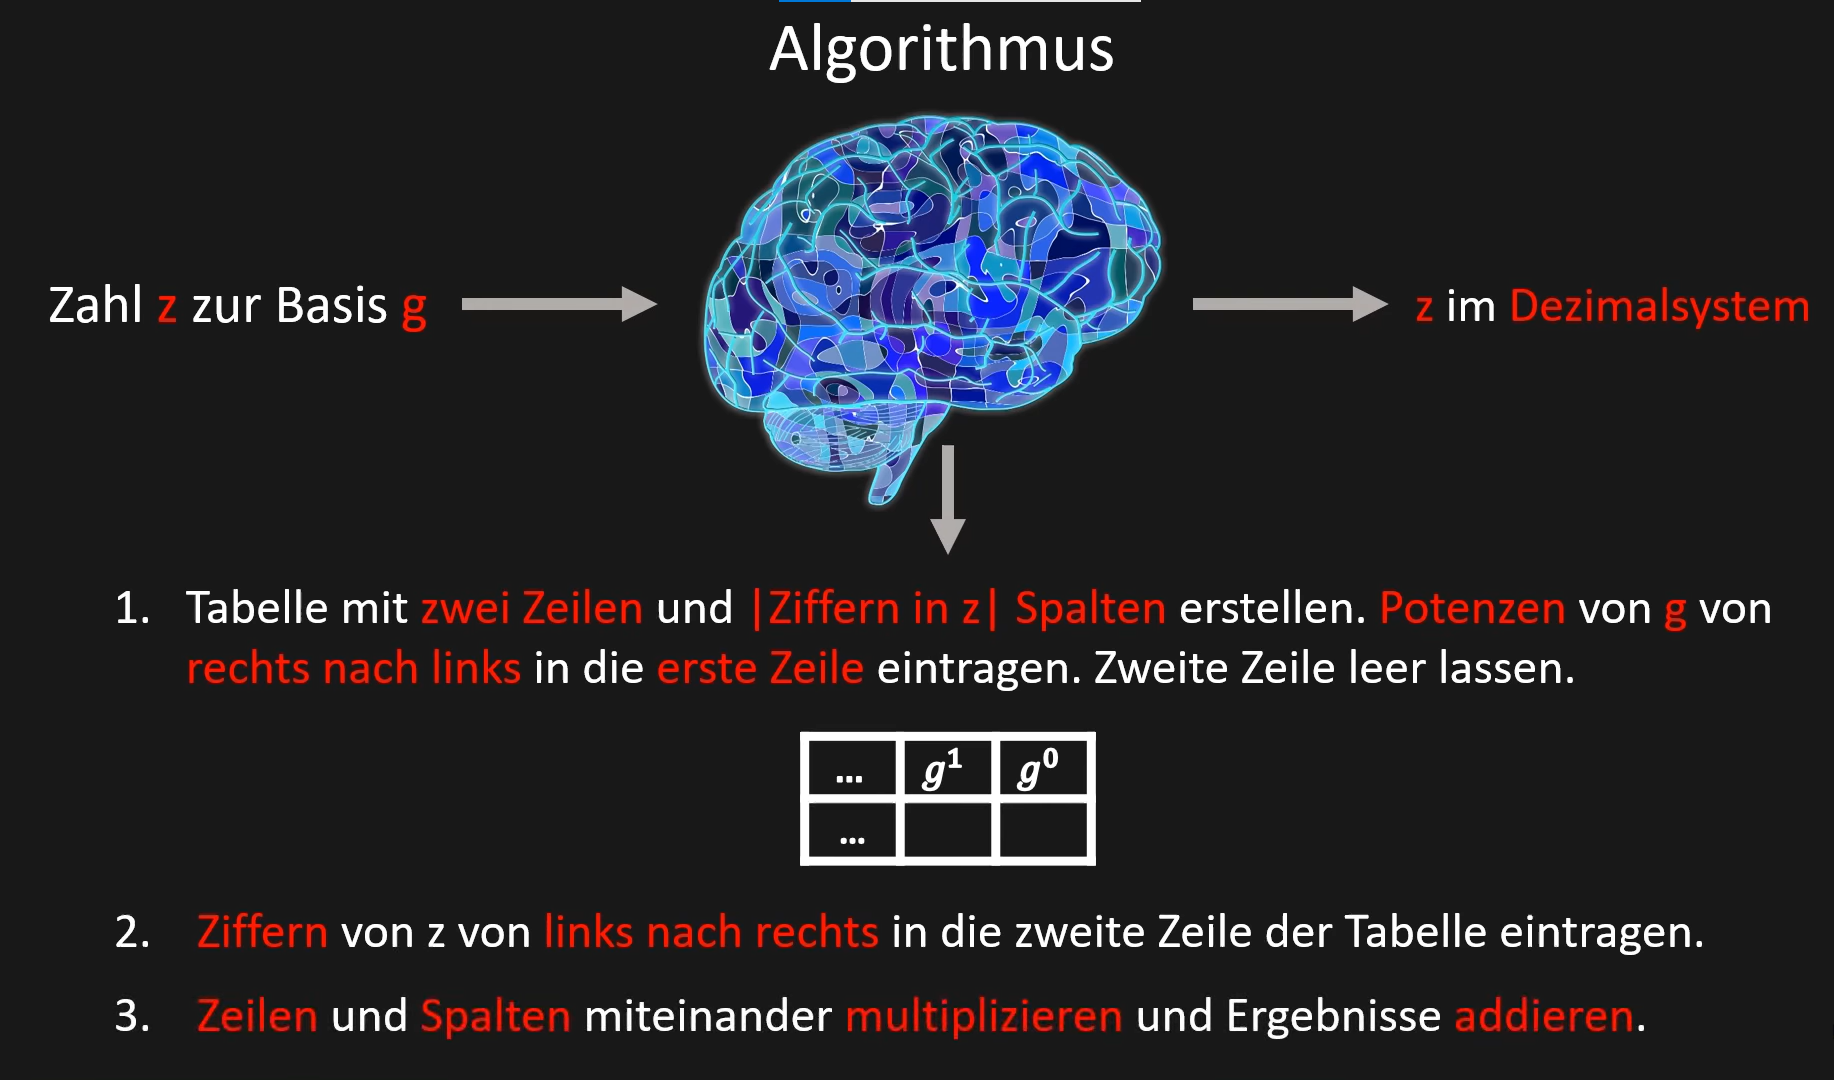 Algorithmus
Zahl z zur Basis g
z im Dezimalsystem
1. Tabelle mit zwei Zeilen und |Ziffern in z| Spalten erstellen. Potenzen von g von
rechts nach links in die erste Zeile eintragen. Zweite Zeile leer lassen.
... g¹ g⁰
...
2. Ziffern von z von links nach rechts in die zweite Zeile der Tabelle eintragen.
3. Zeilen und Spalten miteinander multiplizieren und Ergebnisse addieren.